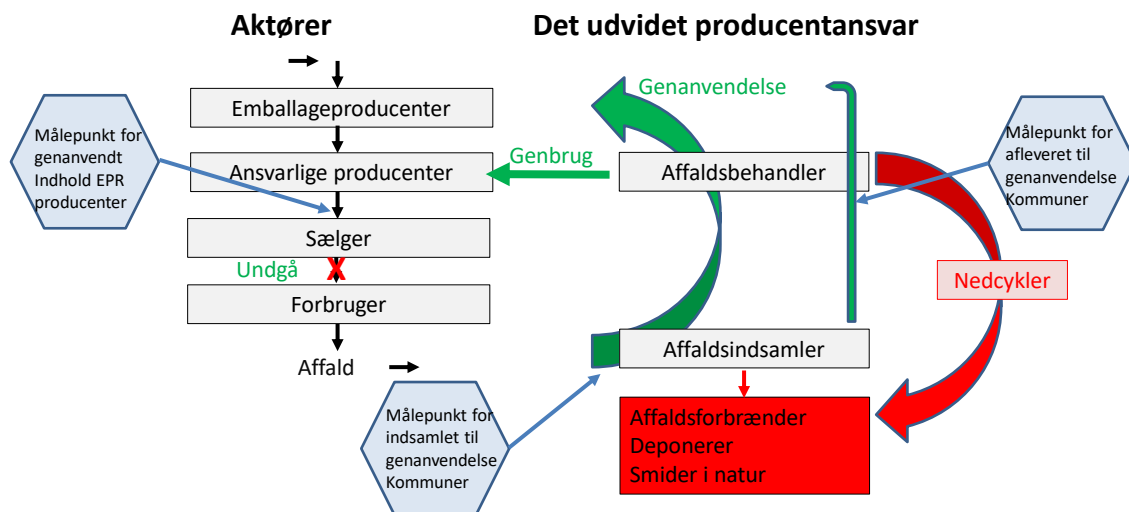 Aktører
Det udvidet producentansvar
Genanvendelse
Emballageproducenter
Målepunkt for
genanvendt
Indhold EPR
producenter
Ansvarlige producenter
Genbrug
Affaldsbehandler
Målepunkt for
afleveret til
genanvendelse
Kommuner
Sælger
Undgå
X
Nedcykler
Forbruger
Affaldsindsamler
Affald
Målepunkt for
indsamlet til
genanvendelse
Kommuner
Affaldsforbrænder
Deponerer
Smider i natur